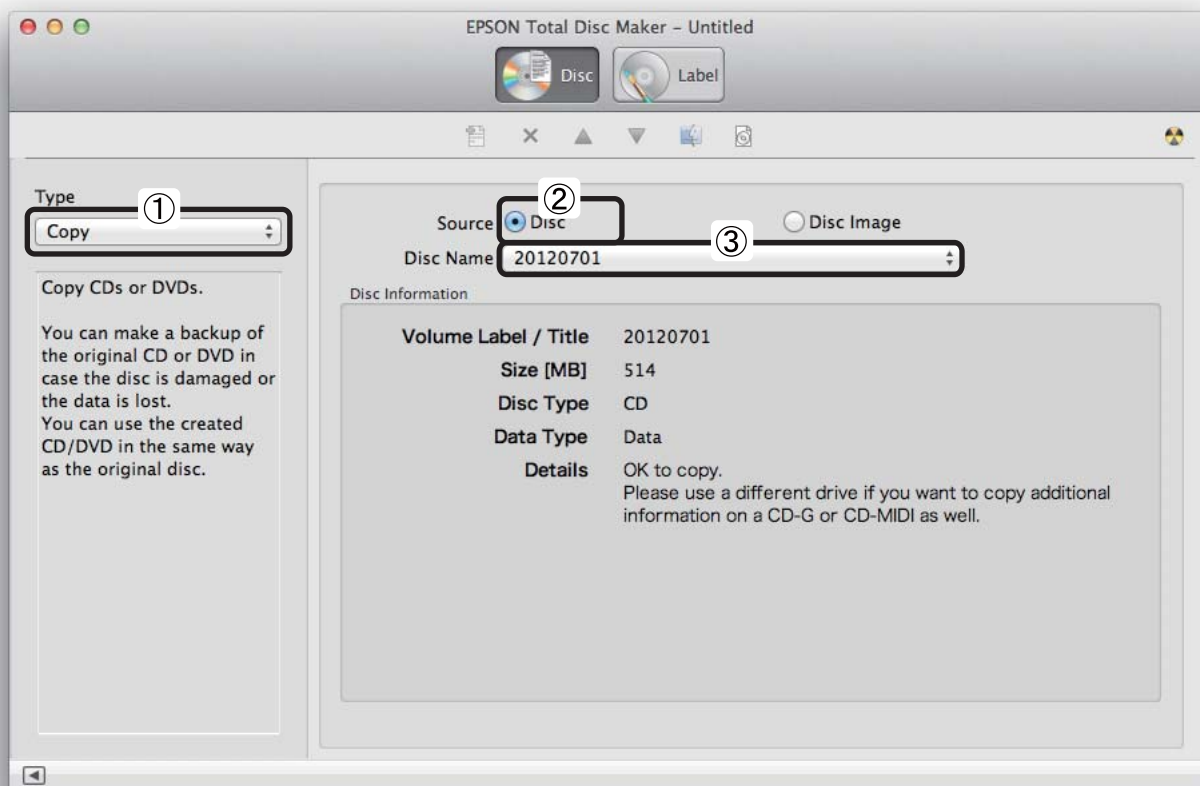 EPSON Total Disc Maker – Untitled
Disc
Label
Type
①
Copy
Copy CDs or DVDs.
You can make a backup of
the original CD or DVD in
case the disc is damaged or
the data is lost.
You can use the created
CD/DVD in the same way
as the original disc.
②
Source Disc Disc Image
③
Disc Name 20120701
Disc Information
Volume Label / Title 20120701
Size [MB] 514
Disc Type CD
Data Type Data
Details OK to copy.
Please use a different drive if you want to copy additional
information on a CD-G or CD-MIDI as well.